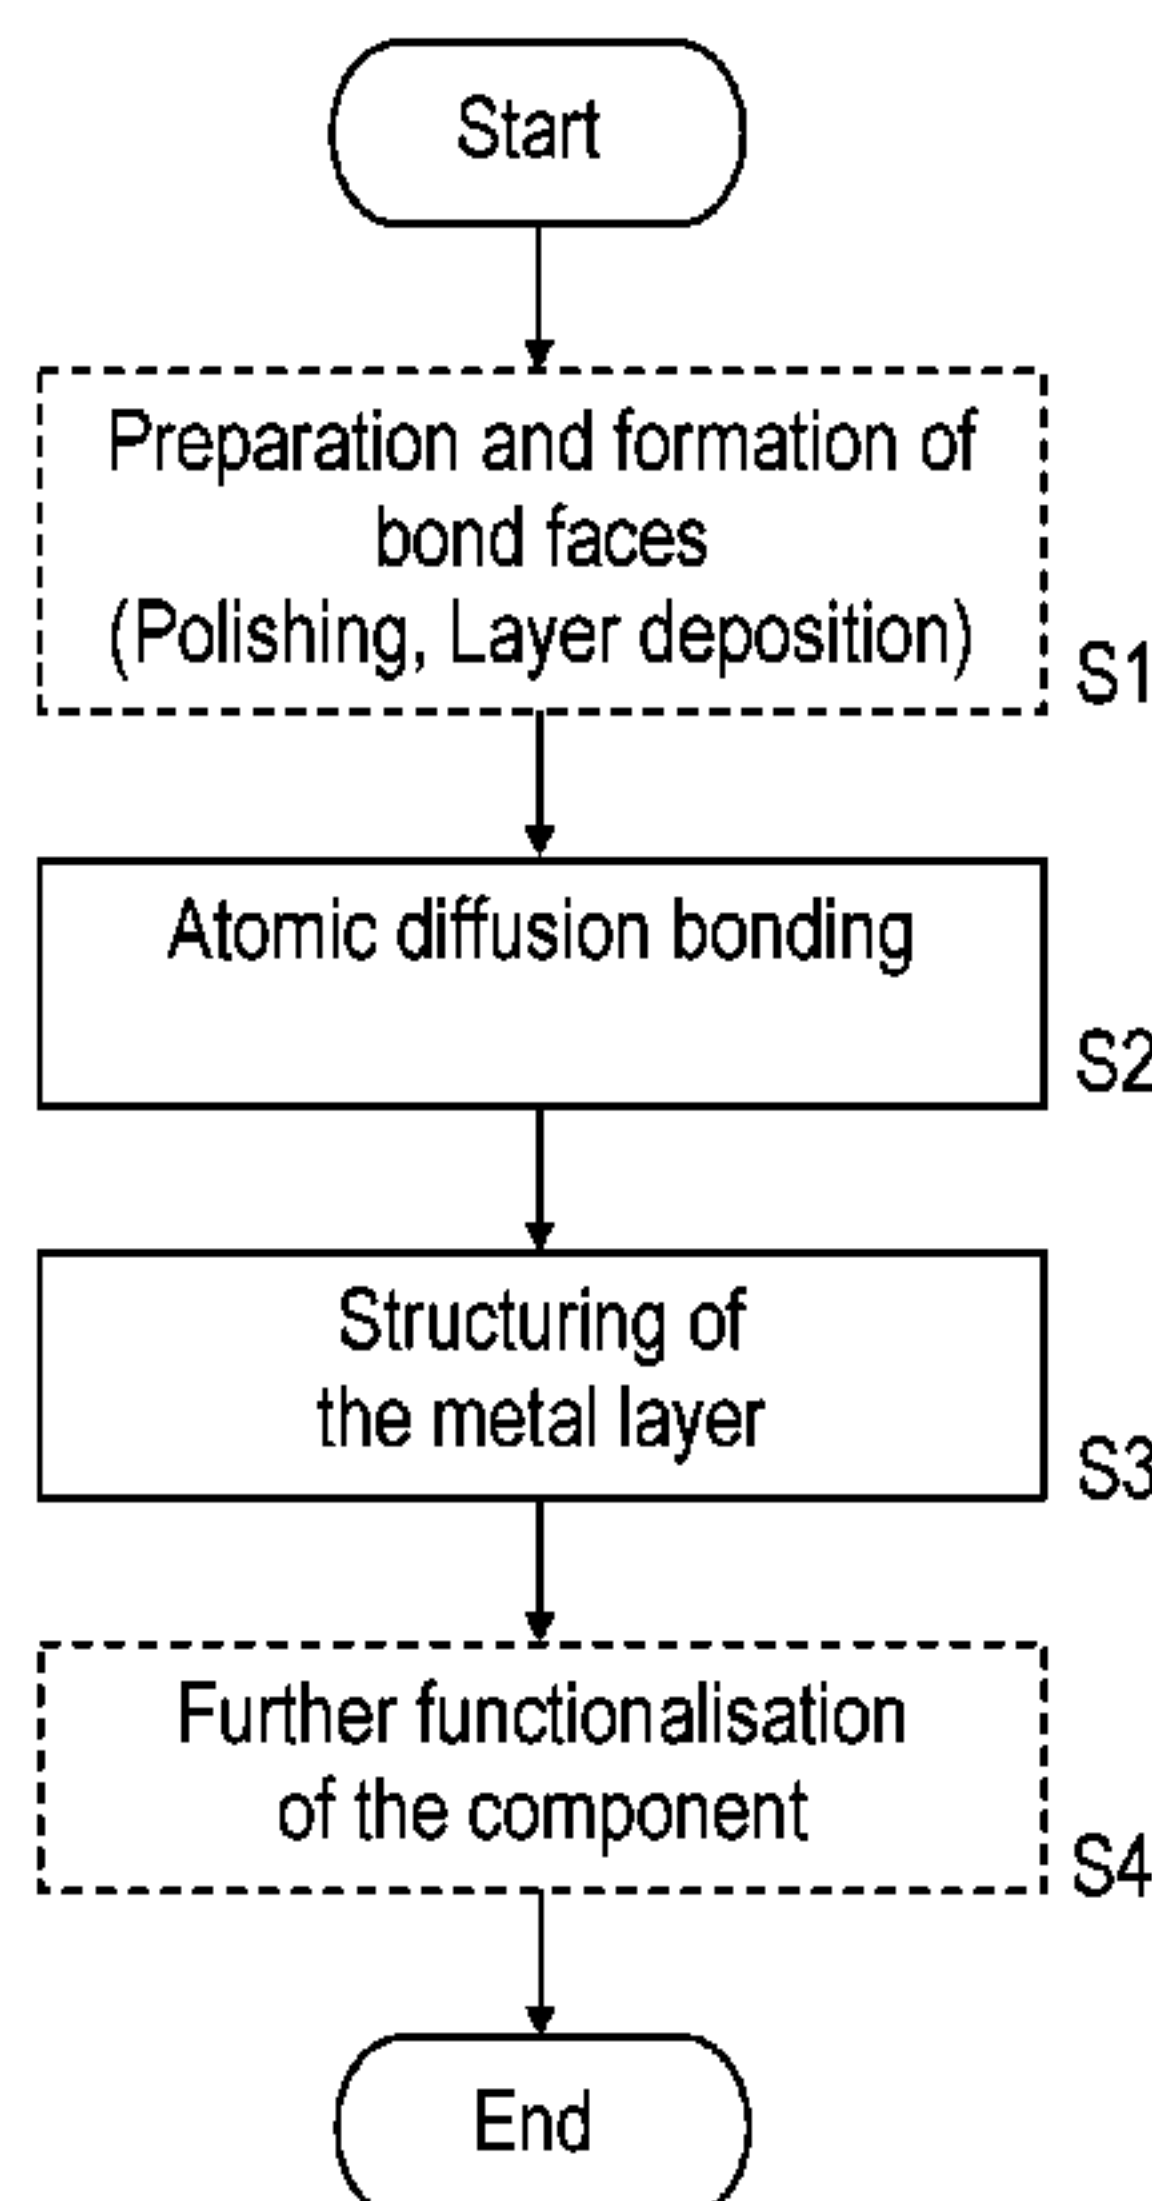 Start
Preparation and formation of
bond faces
(Polishing, Layer deposition)
S1
Atomic diffusion bonding
S2
Structuring of
the metal layer
S3
Further functionalisation
of the component
S4
End